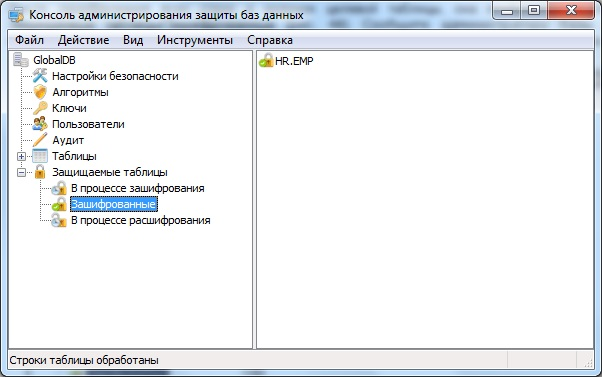 Консоль администрирования защиты баз данных
Файл Действие Вид Инструменты Справка
GlobalDB
Настройки безопасности
Алгоритмы
Ключи
Пользователи
Аудит
Таблицы
Защищаемые таблицы
В процессе зашифрования
Зашифрованные
В процессе расшифрования
HR.EMP
Строки таблицы обработаны